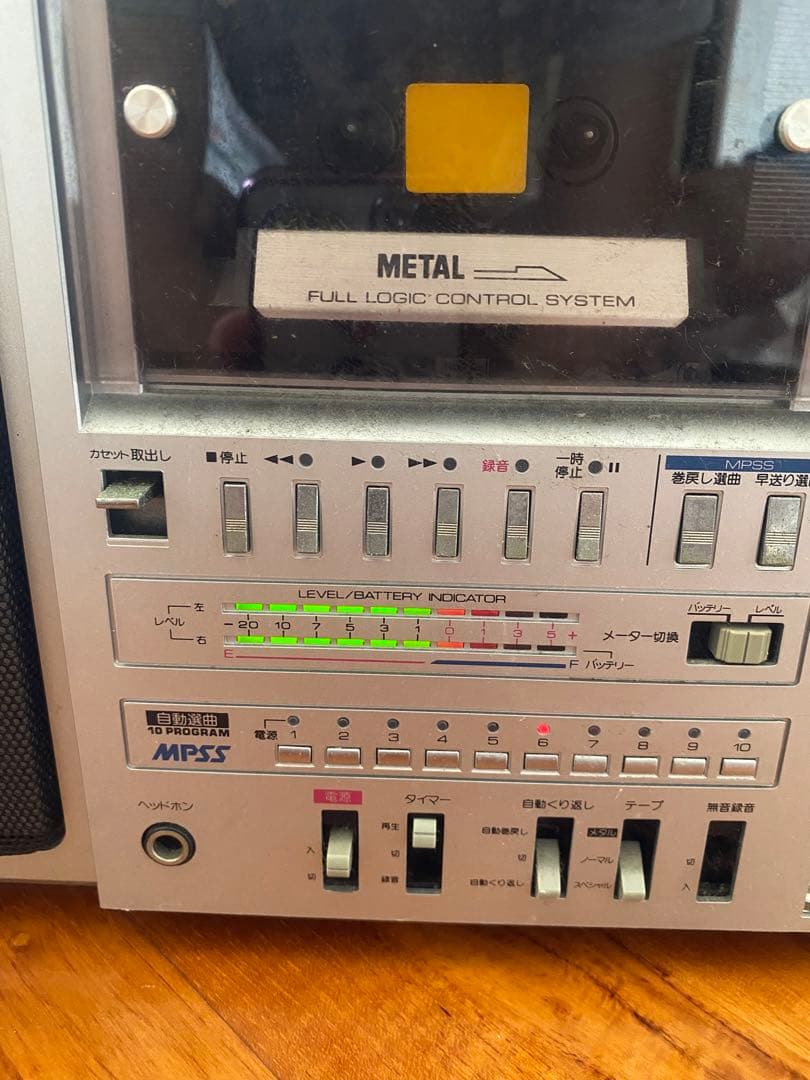 METAL
FULL LOGIC CONTROL SYSTEM
カセット取出し
■停止
◀◀
▶
▶▶
録音
一時
停止
MPSS
巻戻し選曲
早送り選
LEVEL/BATTERY INDICATOR
左
レベル
右
-20 10 7 5 3 1 0 1 3 5 +
E
F
バッテリー
メーター切換
バッテリー
レベル
自動選曲
10 PROGRAM
MPSS
電源 1 2 3 4 5 6 7 8 9 10
ヘッドホン
電源
入
切
タイマー
再生
切
録音
自動くり返し
自動巻戻し
切
自動くり返し
テープ
メタル
ノーマル
スペシャル
無音録音
切
入